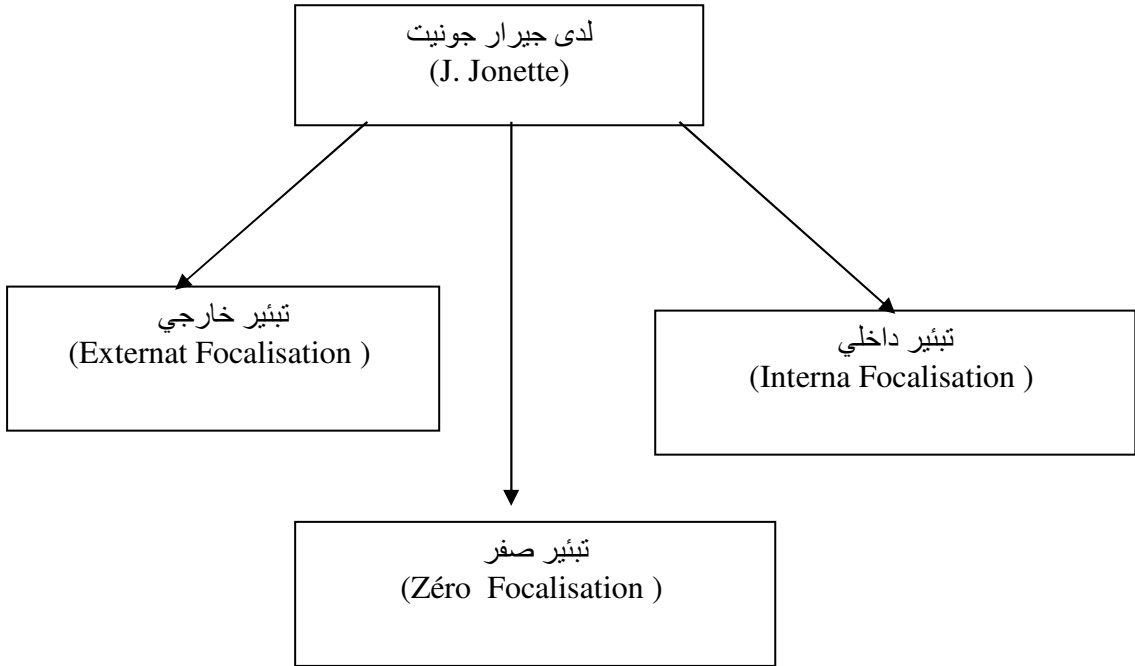 لدى جيرار جونيت
(J. Jonette)
تبئير خارجي
(Externat Focalisation )
تبئير داخلي
(Interna Focalisation )
تبئير صفر
(Zéro Focalisation )